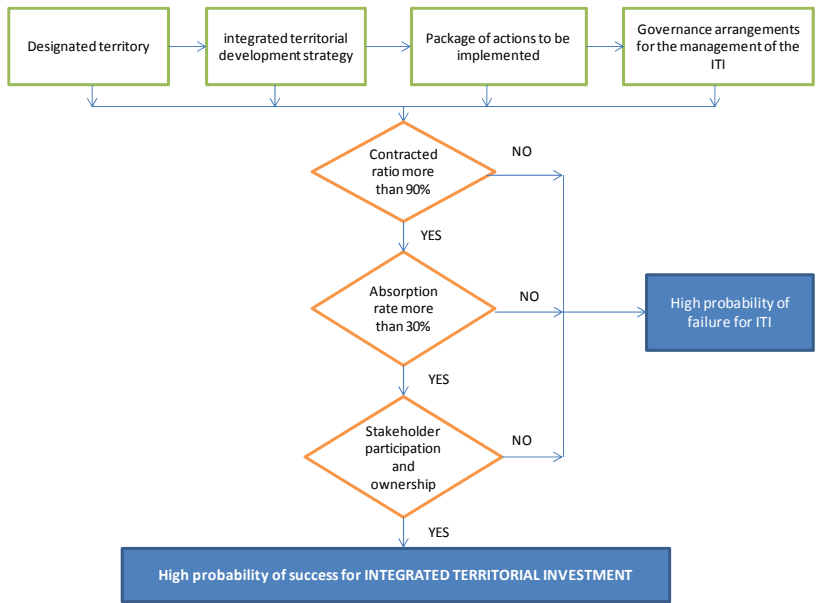 Designated territory
integrated territorial
development strategy
Package of actions to be
implemented
Governance arrangements
for the management of the
ITI
Contracted
ratio more
than 90%
NO
YES
Absorption
rate more
than 30%
NO
High probability of
failure for ITI
YES
Stakeholder
participation
and
ownership
NO
YES
High probability of success for INTEGRATED TERRITORIAL INVESTMENT